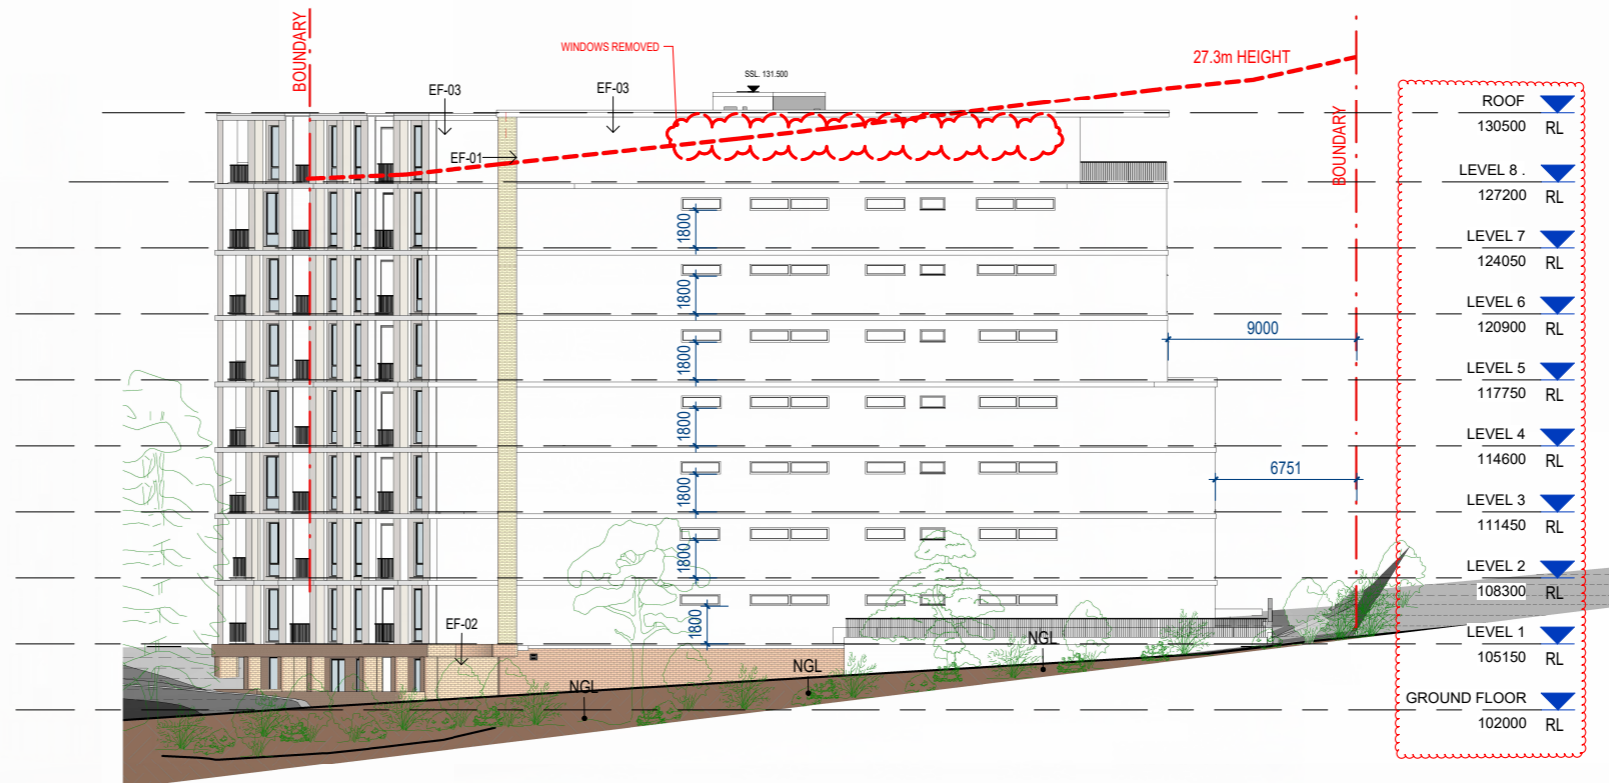 BOUNDARY
WINDOWS REMOVED
SSL. 131.500
27.3m HEIGHT
EF-03
EF-03
EF-01
BOUNDARY
ROOF
130500 RL
LEVEL 8 .
127200 RL
1800
LEVEL 7
124050 RL
1800
LEVEL 6
120900 RL
9000
1800
LEVEL 5
117750 RL
1800
LEVEL 4
114600 RL
6751
1800
LEVEL 3
111450 RL
1800
LEVEL 2
108300 RL
1800
EF-02
LEVEL 1
105150 RL
NGL
NGL
NGL
GROUND FLOOR
102000 RL